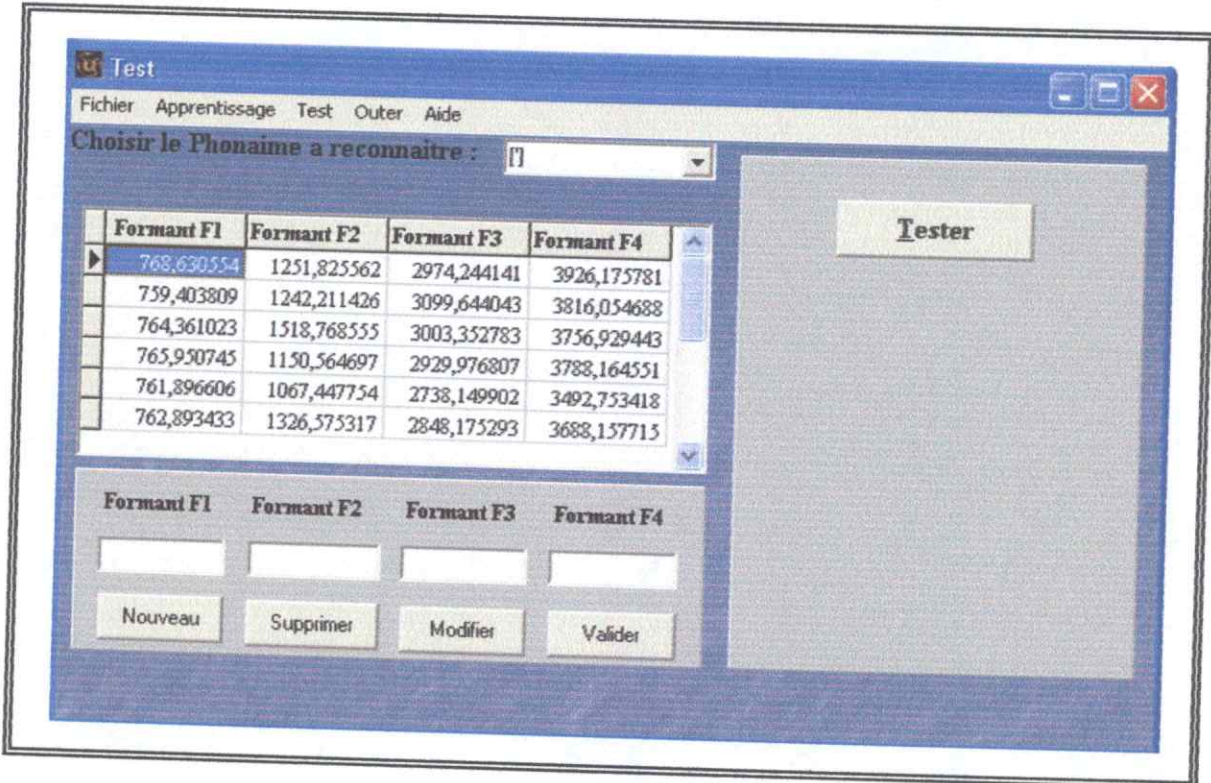 Test
Fichier Apprentissage Test Outer Aide
Choisir le Phonaime a reconnaitre : [']
Tester
Formant F1 Formant F2 Formant F3 Formant F4
768,630554 1251,825562 2974,244141 3926,175781
759,403809 1242,211426 3099,644043 3816,054688
764,361023 1518,768555 3003,352783 3756,929443
765,950745 1150,564697 2929,976807 3788,164551
761,896606 1067,447754 2738,149902 3492,753418
762,893433 1326,575317 2848,175293 3688,157715
Formant F1 Formant F2 Formant F3 Formant F4
Nouveau Supprimer Modifier Valider